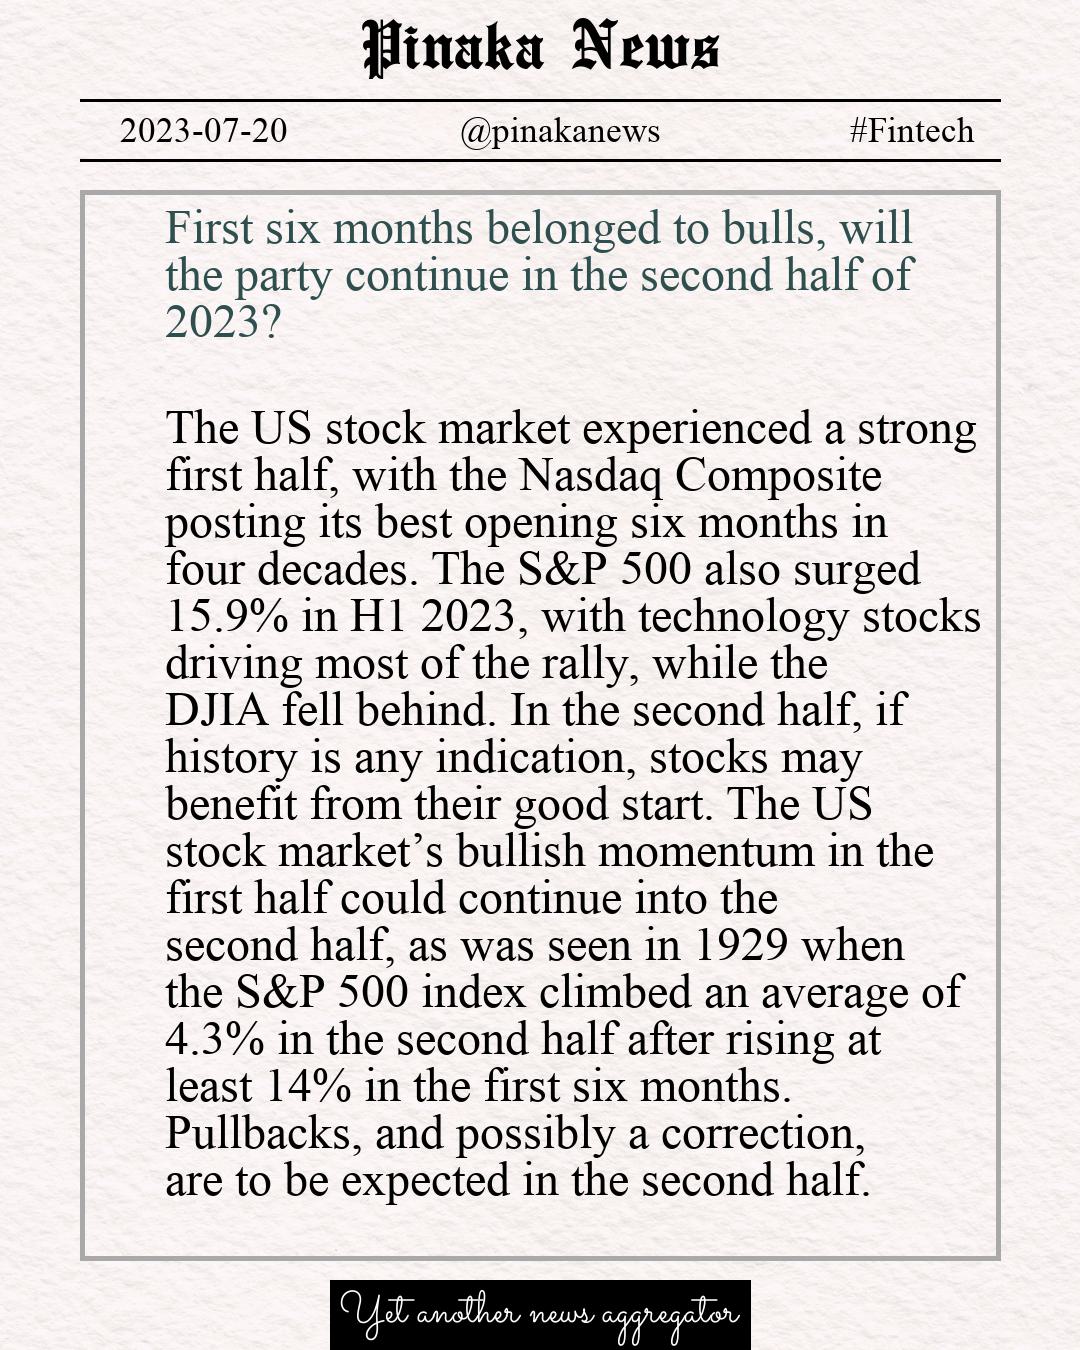 Pinaka News
2023-07-20 @pinakanews #Fintech
First six months belonged to bulls, will
the party continue in the second half of
2023?
The US stock market experienced a strong
first half, with the Nasdaq Composite
posting its best opening six months in
four decades. The S&P 500 also surged
15.9% in H1 2023, with technology stocks
driving most of the rally, while the
DJIA fell behind. In the second half, if
history is any indication, stocks may
benefit from their good start. The US
stock market’s bullish momentum in the
first half could continue into the
second half, as was seen in 1929 when
the S&P 500 index climbed an average of
4.3% in the second half after rising at
least 14% in the first six months.
Pullbacks, and possibly a correction,
are to be expected in the second half.
Yet another news aggregator